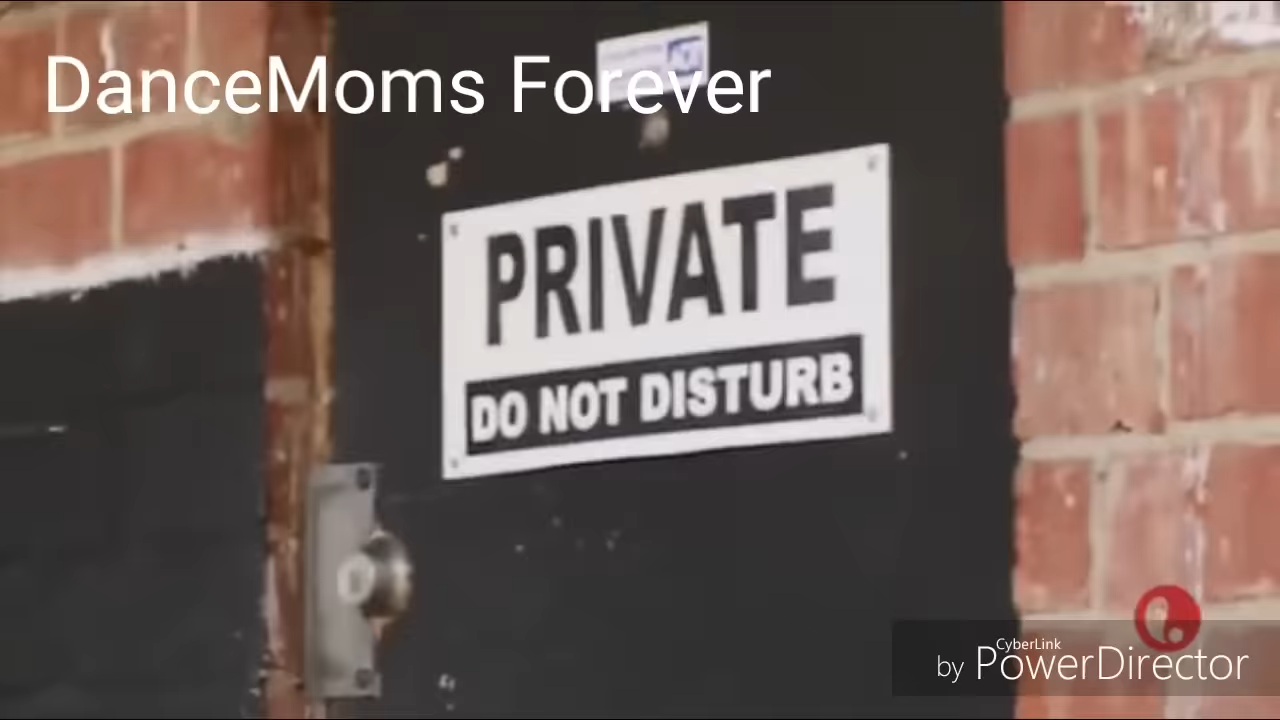 DanceMoms Forever
PRIVATE
DO NOT DISTURB
CyberLink
by PowerDirector